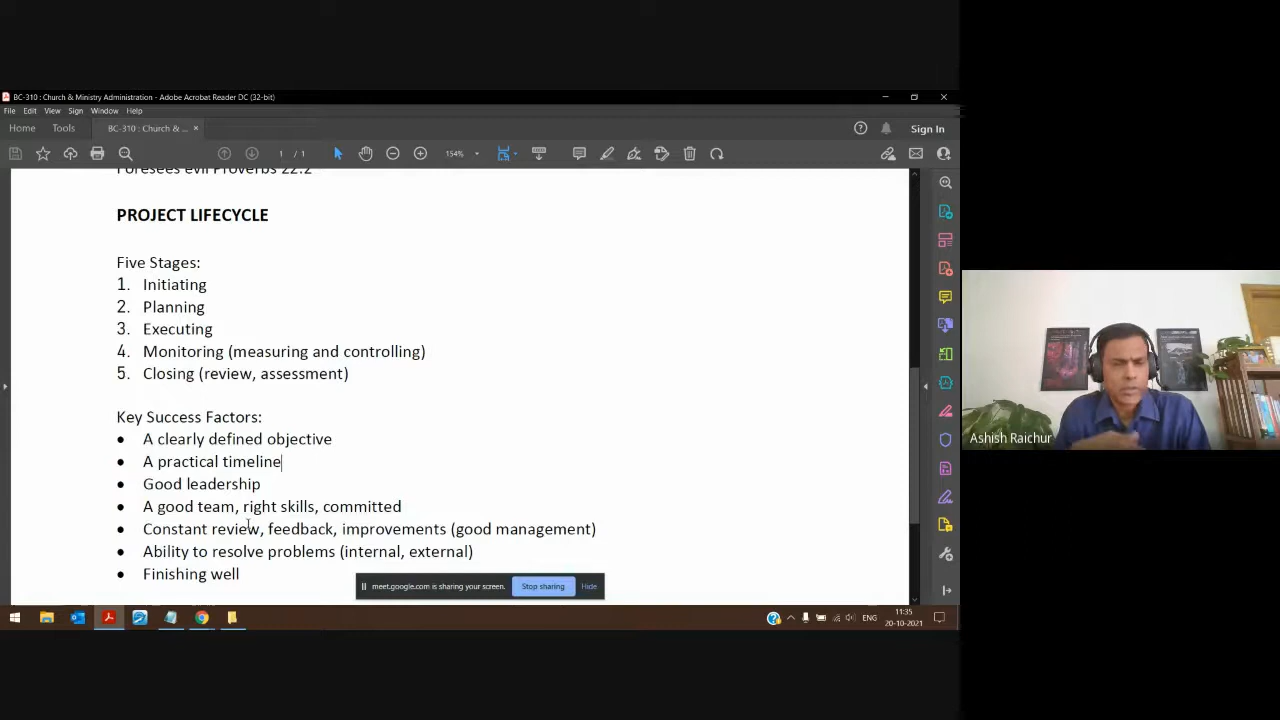 BC-310 : Church & Ministry Administration - Adobe Acrobat Reader DC (32-bit)
File Edit View Sign Window Help
Home Tools BC-310 : Church & ... × Sign In
1 / 1 154%
Foresees evil Proverbs 22:2
PROJECT LIFECYCLE
Five Stages:
1. Initiating
2. Planning
3. Executing
4. Monitoring (measuring and controlling)
5. Closing (review, assessment)
Key Success Factors:
• A clearly defined objective
• A practical timeline
• Good leadership
• A good team, right skills, committed
• Constant review, feedback, improvements (good management)
• Ability to resolve problems (internal, external)
• Finishing well
meet.google.com is sharing your screen. Stop sharing Hide
ENG 11:35
20-10-2021
Ashish Raichur